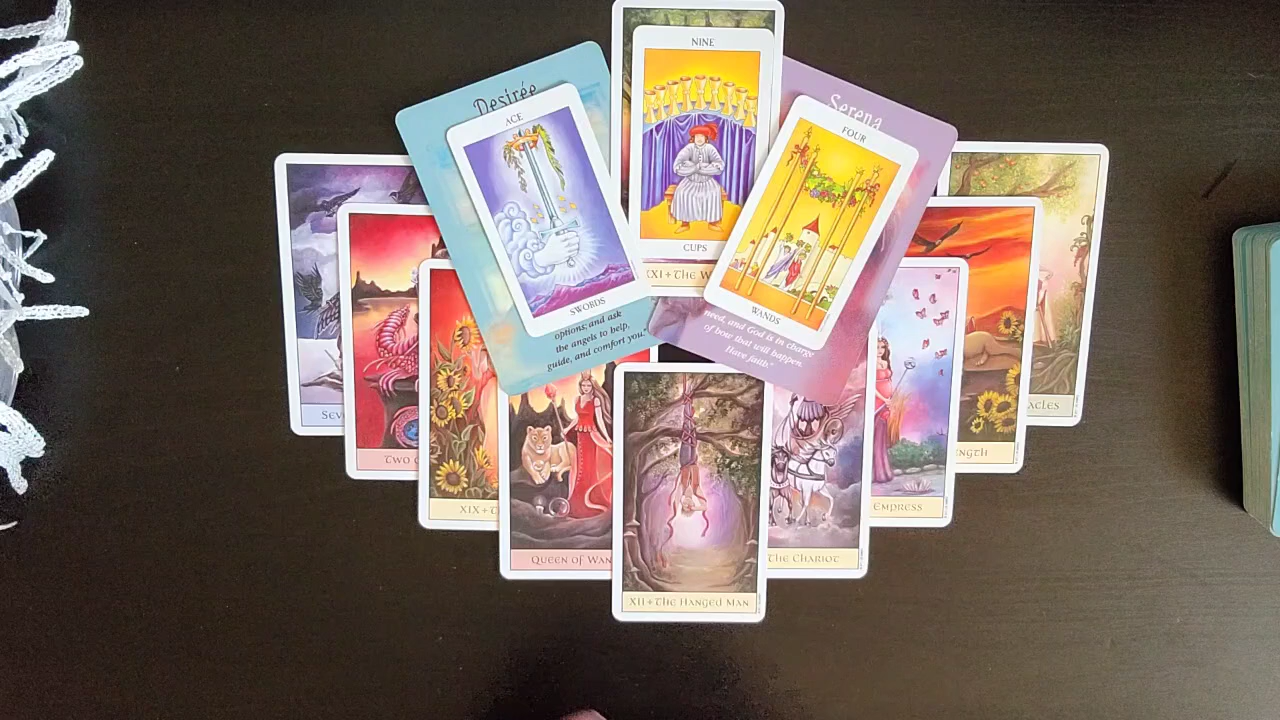 NINE
CUPS
XXI + THE W
Desirée
ACE
SWORDS
options, and ask
the angels to help,
guide, and comfort you."
Serena
FOUR
WANDS
need, and God is in charge
of how that will happen.
Have faith."
SEV
TWO
XIX + T
QUEEN OF WAN
XII + THE HANGED MAN
THE CHARIOT
EMPRESS
NGTH
ACLES